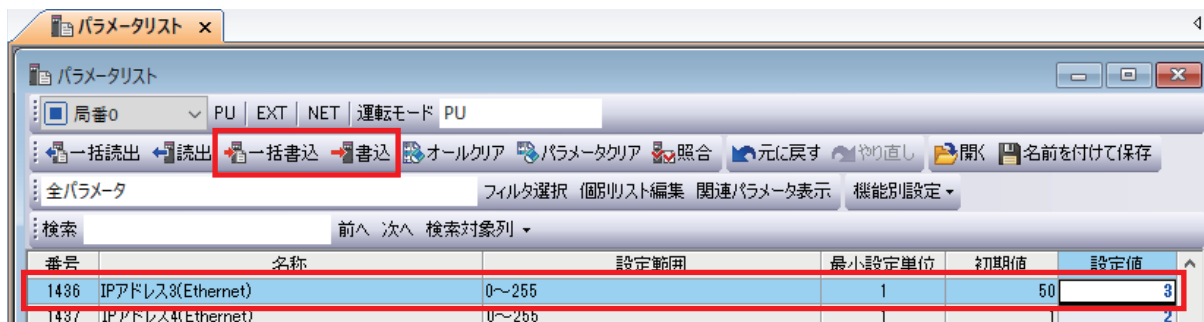 パラメータリスト ×
パラメータリスト
局番0 PU EXT NET 運転モード PU
一括読出 読出 一括書込 書込 オールクリア パラメータクリア 照合 元に戻す やり直し 開く 名前を付けて保存
全パラメータ フィルタ選択 個別リスト編集 関連パラメータ表示 機能別設定
検索 前へ 次へ 検索対象列
番号 名称 設定範囲 最小設定単位 初期値 設定値
1436 IPアドレス3(Ethernet) 0～255 1 50 3
1437 IPアドレス4(Ethernet) 0～255 1 1 2